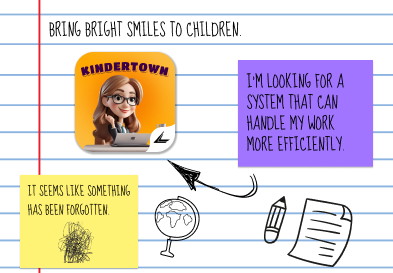 BRING BRIGHT SMILES TO CHILDREN.
KINDERTOWN
I'M LOOKING FOR A
SYSTEM THAT CAN
HANDLE MY WORK
MORE EFFICIENTLY.
IT SEEMS LIKE SOMETHING
HAS BEEN FORGOTTEN.